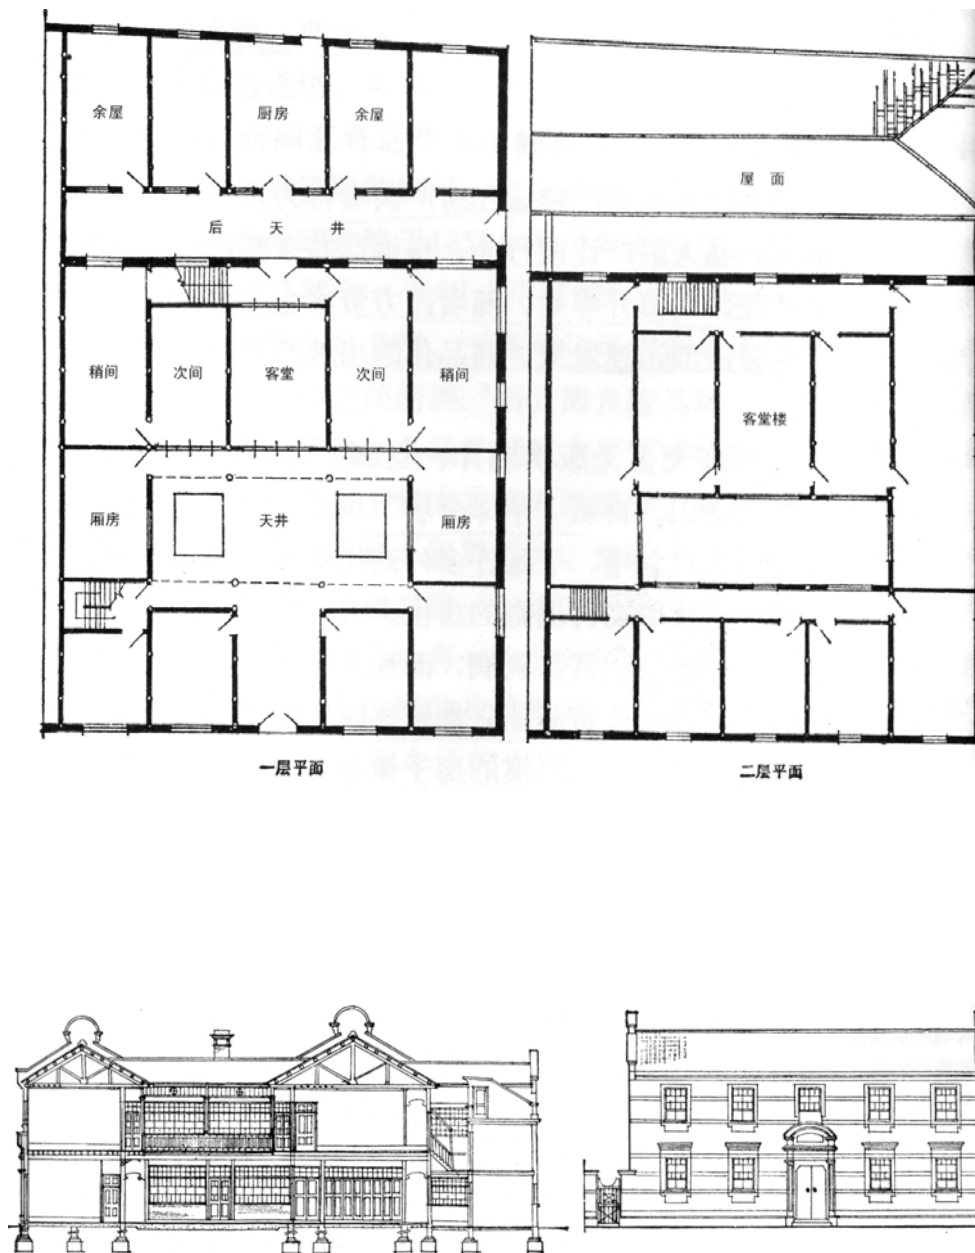 余屋 厨房 余屋
后天井
稍间 次间 客堂 次间 稍间
厢房 天井 厢房
一层平面
屋面
客堂楼
二层平面